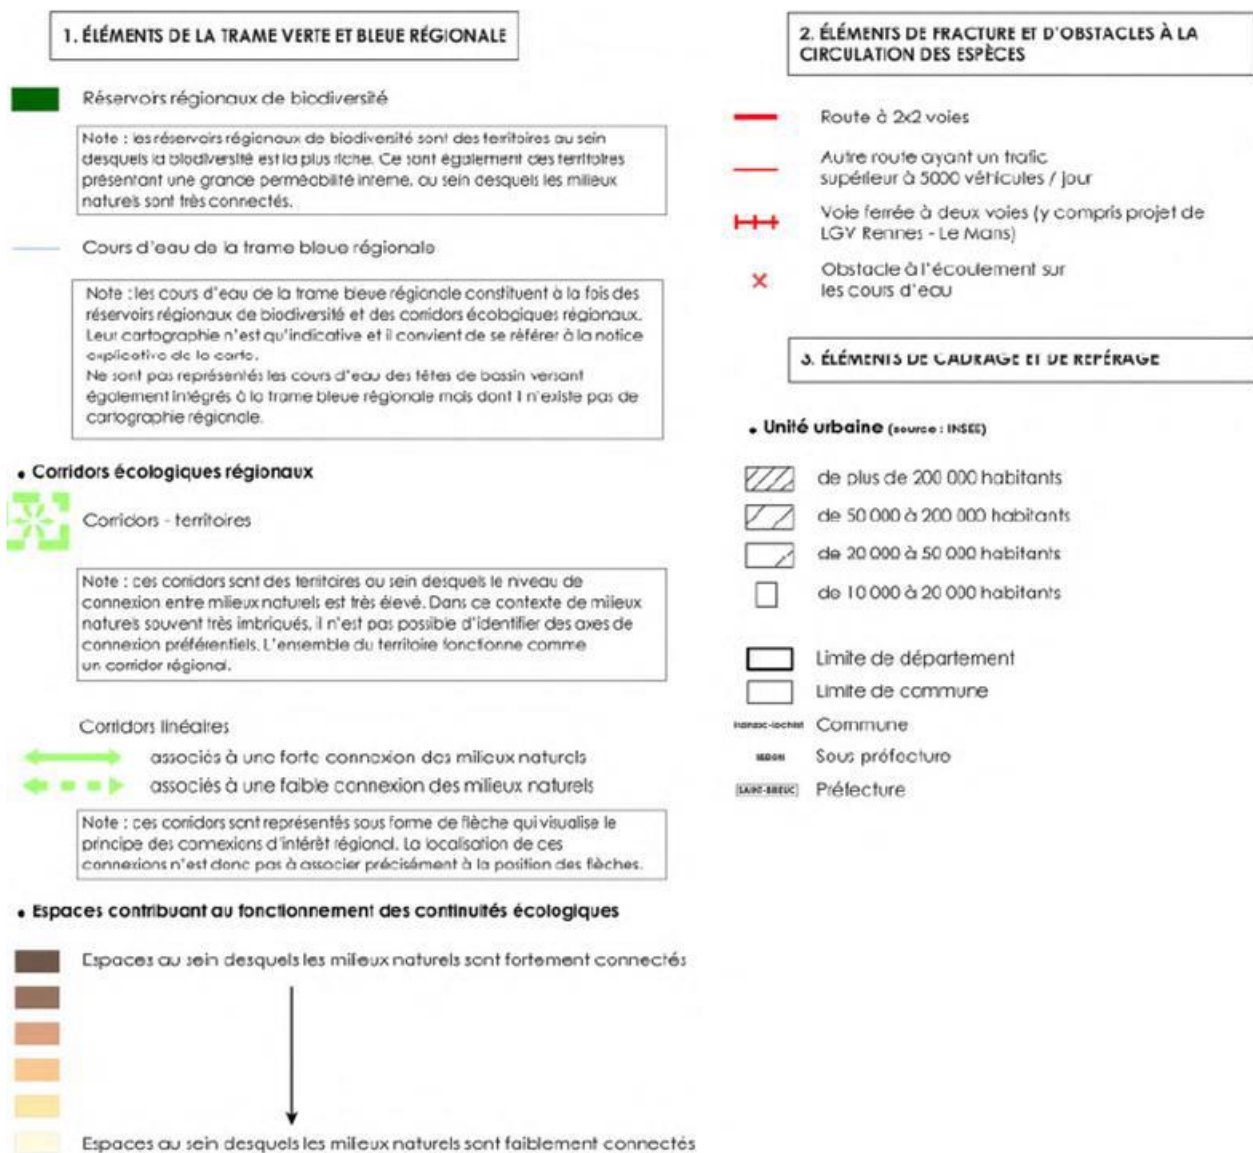 1. ÉLÉMENTS DE LA TRAME VERTE ET BLEUE RÉGIONALE
Réservoirs régionaux de biodiversité
Note : les réservoirs régionaux de biodiversité sont des territoires au sein
desquels la biodiversité est la plus riche. Ce sont également des territoires
présentant une grande perméabilité interne, au sein desquels les milieux
naturels sont très connectés.
Cours d'eau de la trame bleue régionale
Note : les cours d'eau de la trame bleue régionale constituent à la fois des
réservoirs régionaux de biodiversité et des corridors écologiques régionaux.
Leur cartographie n'est qu'indicative et il convient de se référer à la notice
explicative de la carte.
Ne sont pas représentés les cours d'eau des têtes de bassin versant
également intégrés à la trame bleue régionale mais dont il n'existe pas de
cartographie régionale.
• Corridors écologiques régionaux
Corridors - territoires
Note : ces corridors sont des territoires au sein desquels le niveau de
connexion entre milieux naturels est très élevé. Dans ce contexte de milieux
naturels souvent très imbriqués, il n'est pas possible d'identifier des axes de
connexion préférentiels. L'ensemble du territoire fonctionne comme
un corridor régional.
Corridors linéaires
associés à une forte connexion des milieux naturels
associés à une faible connexion des milieux naturels
Note : ces corridors sont représentés sous forme de flèche qui visualise le
principe des connexions d'intérêt régional. La localisation de ces
connexions n'est donc pas à associer précisément à la position des flèches.
• Espaces contribuant au fonctionnement des continuités écologiques
Espaces au sein desquels les milieux naturels sont fortement connectés
Espaces au sein desquels les milieux naturels sont faiblement connectés
2. ÉLÉMENTS DE FRACTURE ET D'OBSTACLES À LA
CIRCULATION DES ESPÈCES
Route à 2x2 voies
Autre route ayant un trafic
supérieur à 5000 véhicules / jour
Voie ferrée à deux voies (y compris projet de
LGV Rennes - Le Mans)
Obstacle à l'écoulement sur
les cours d'eau
3. ÉLÉMENTS DE CADRAGE ET DE REPÉRAGE
• Unité urbaine (source : INSEE)
de plus de 200 000 habitants
de 50 000 à 200 000 habitants
de 20 000 à 50 000 habitants
de 10 000 à 20 000 habitants
Limite de département
Limite de commune
Commune
REDON Sous préfecture
SAINT-BRIEUC Préfecture